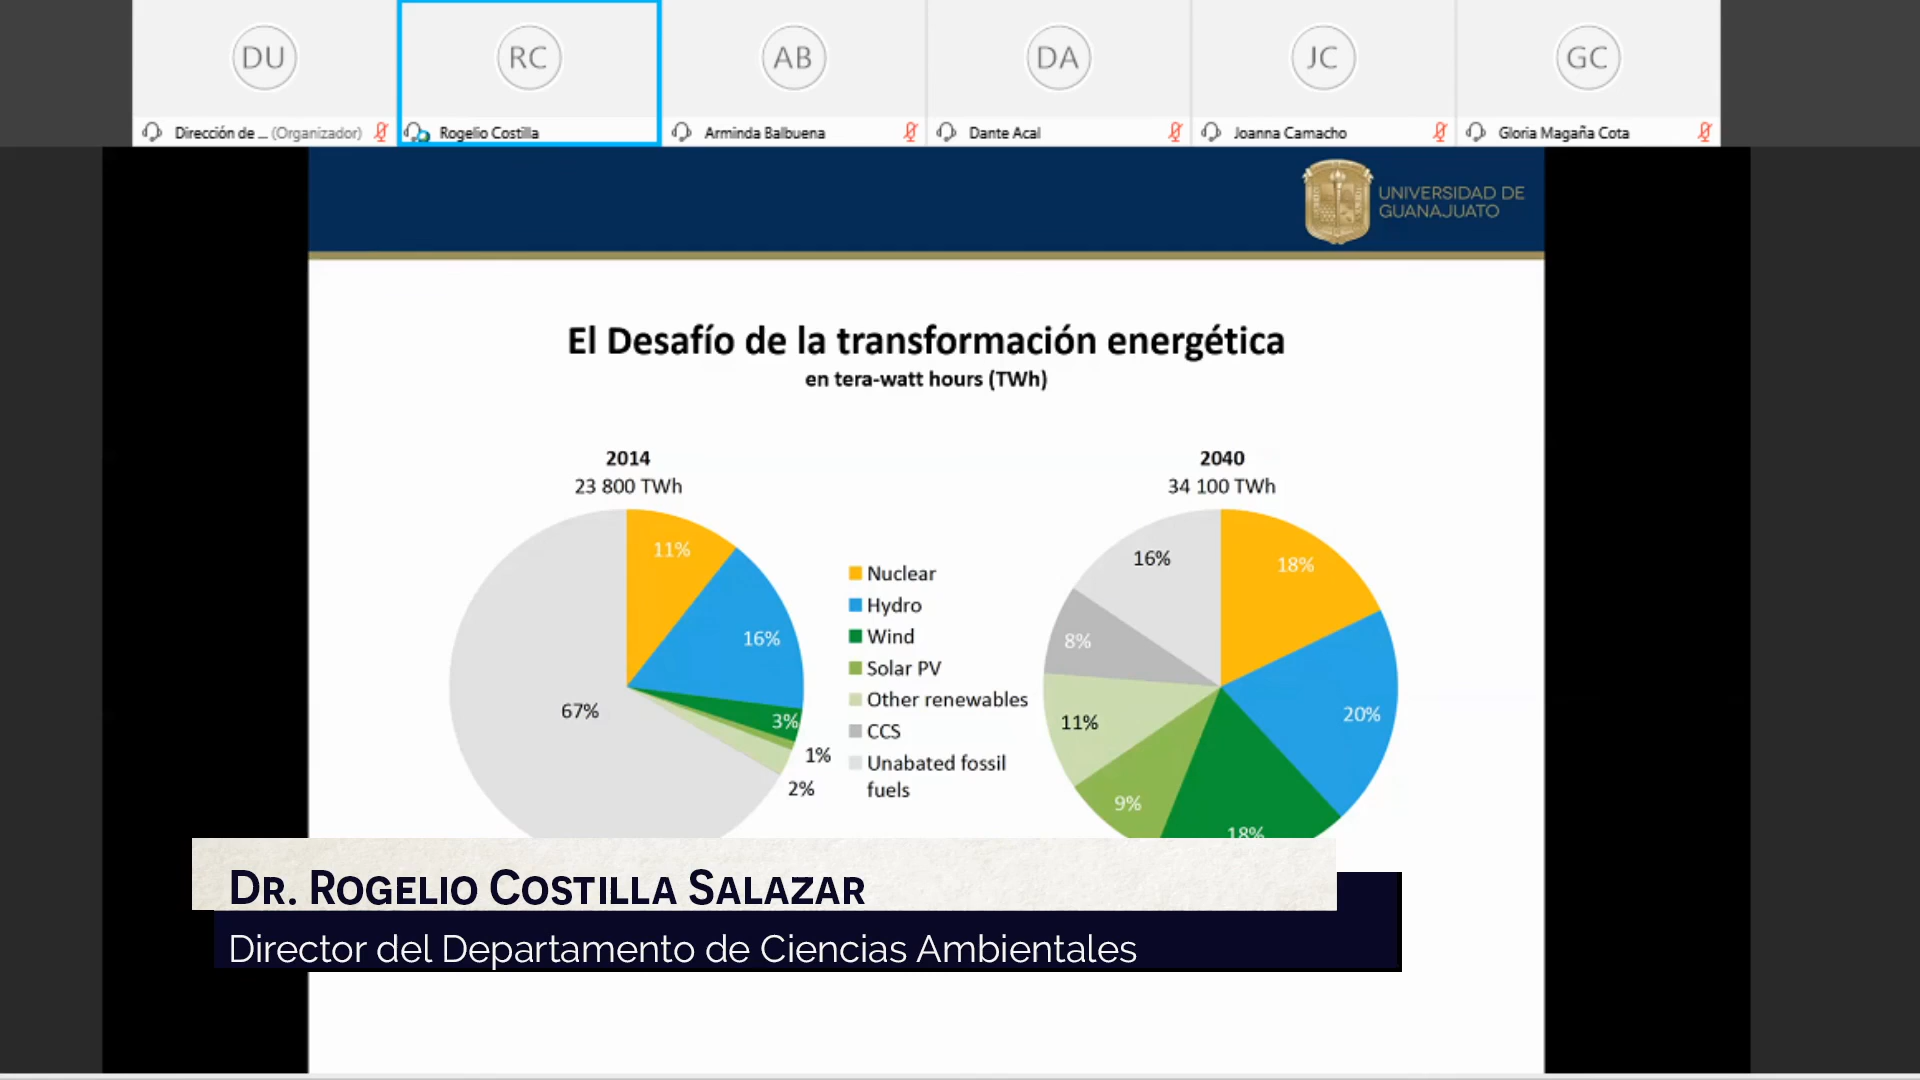 DU
RC
AB
DA
JC
GC
Dirección de ... (Organizador)
Rogelio Costilla
Arminda Balbuena
Dante Acal
Joanna Camacho
Gloria Magaña Cota
UNIVERSIDAD DE
GUANAJUATO
El Desafío de la transformación energética
en tera-watt hours (TWh)
2014
23 800 TWh
11%
16%
3%
1%
2%
67%
Nuclear
Hydro
Wind
Solar PV
Other renewables
CCS
Unabated fossil
fuels
2040
34 100 TWh
16%
18%
8%
20%
11%
9%
18%
DR. ROGELIO COSTILLA SALAZAR
Director del Departamento de Ciencias Ambientales